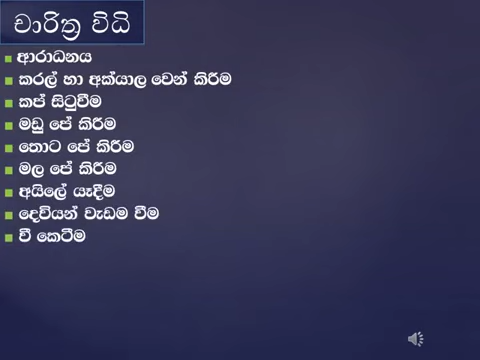 චාරිත්‍ර විධි
ආරාධනය
කරල් හා අක්යාල වෙන් කිරීම
කප් සිටුවීම
මඩු පේ කිරීම
තොට පේ කිරීම
මල පේ කිරීම
අයිලේ යැදීම
දෙවියන් වැඩම වීම
වී කෙටීම